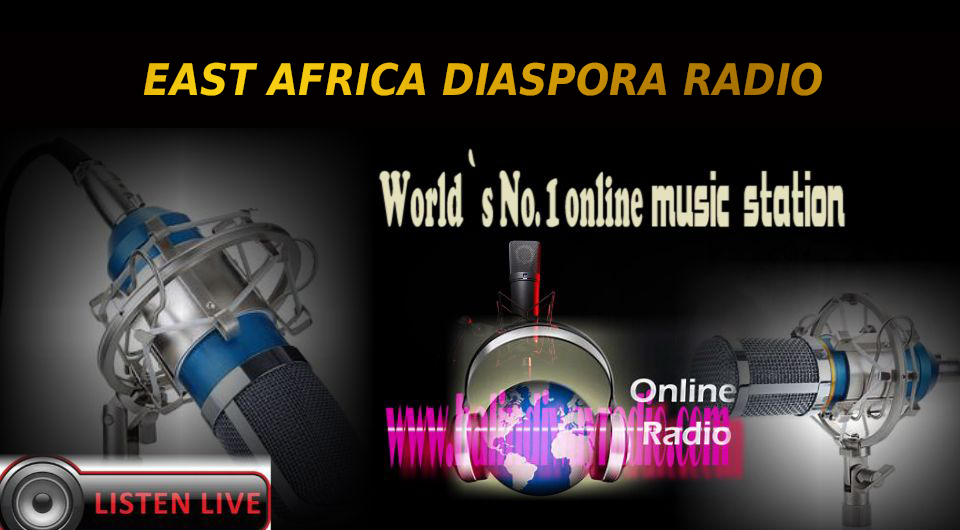 EAST AFRICA DIASPORA RADIO
World`s No. 1 online music station
Online
Radio
LISTEN LIVE